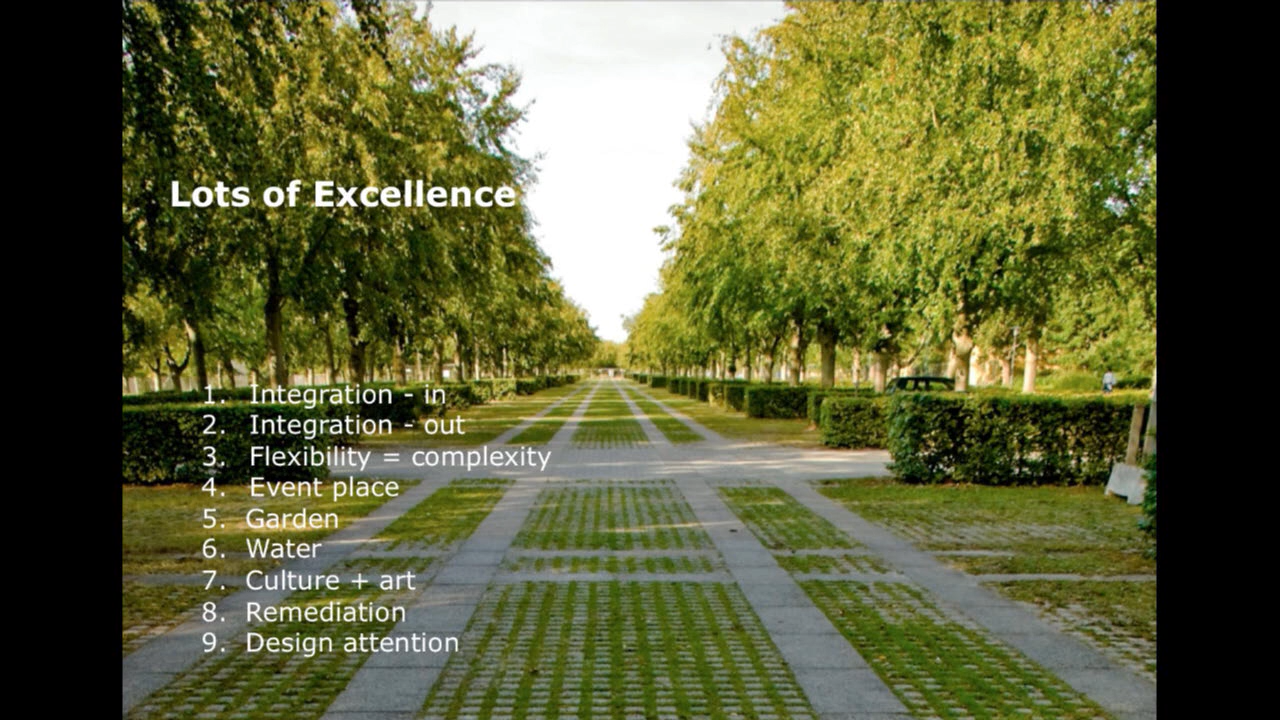 Lots of Excellence
1. Integration - in
2. Integration - out
3. Flexibility = complexity
4. Event place
5. Garden
6. Water
7. Culture + art
8. Remediation
9. Design attention